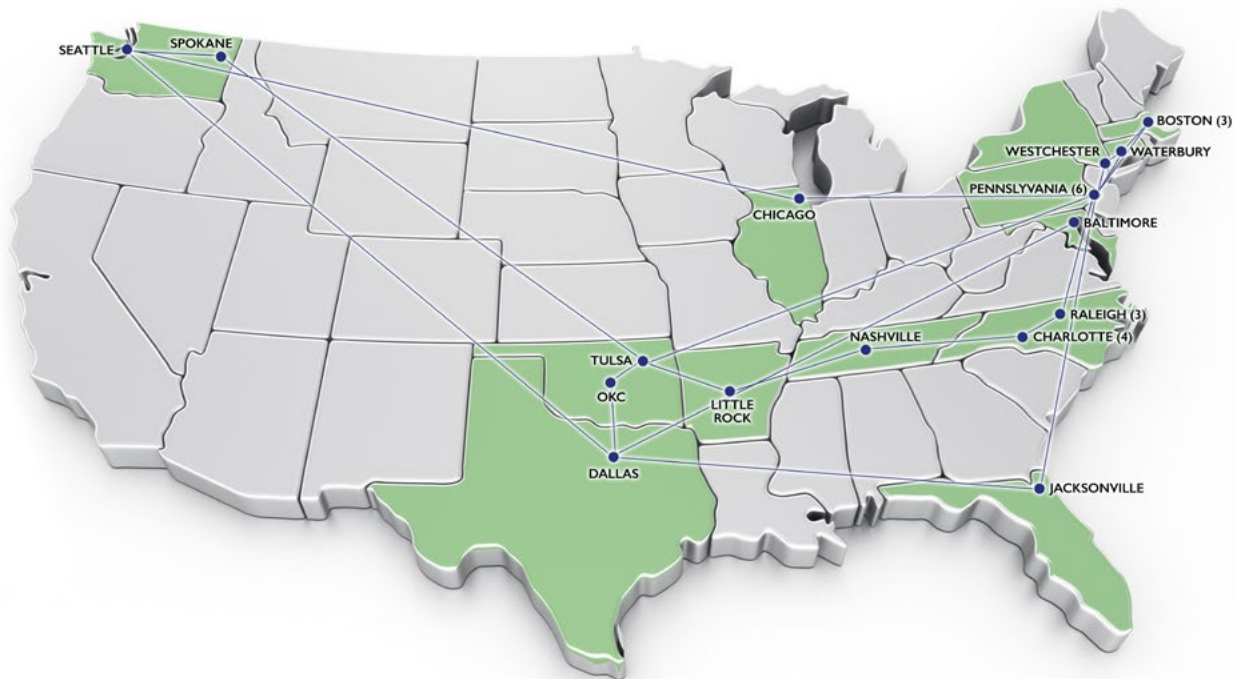 SEATTLE
SPOKANE
BOSTON (3)
WESTCHESTER
WATERBURY
PENNSLYVANIA (6)
CHICAGO
BALTIMORE
RALEIGH (3)
NASHVILLE
CHARLOTTE (4)
TULSA
OKC
LITTLE
ROCK
DALLAS
JACKSONVILLE